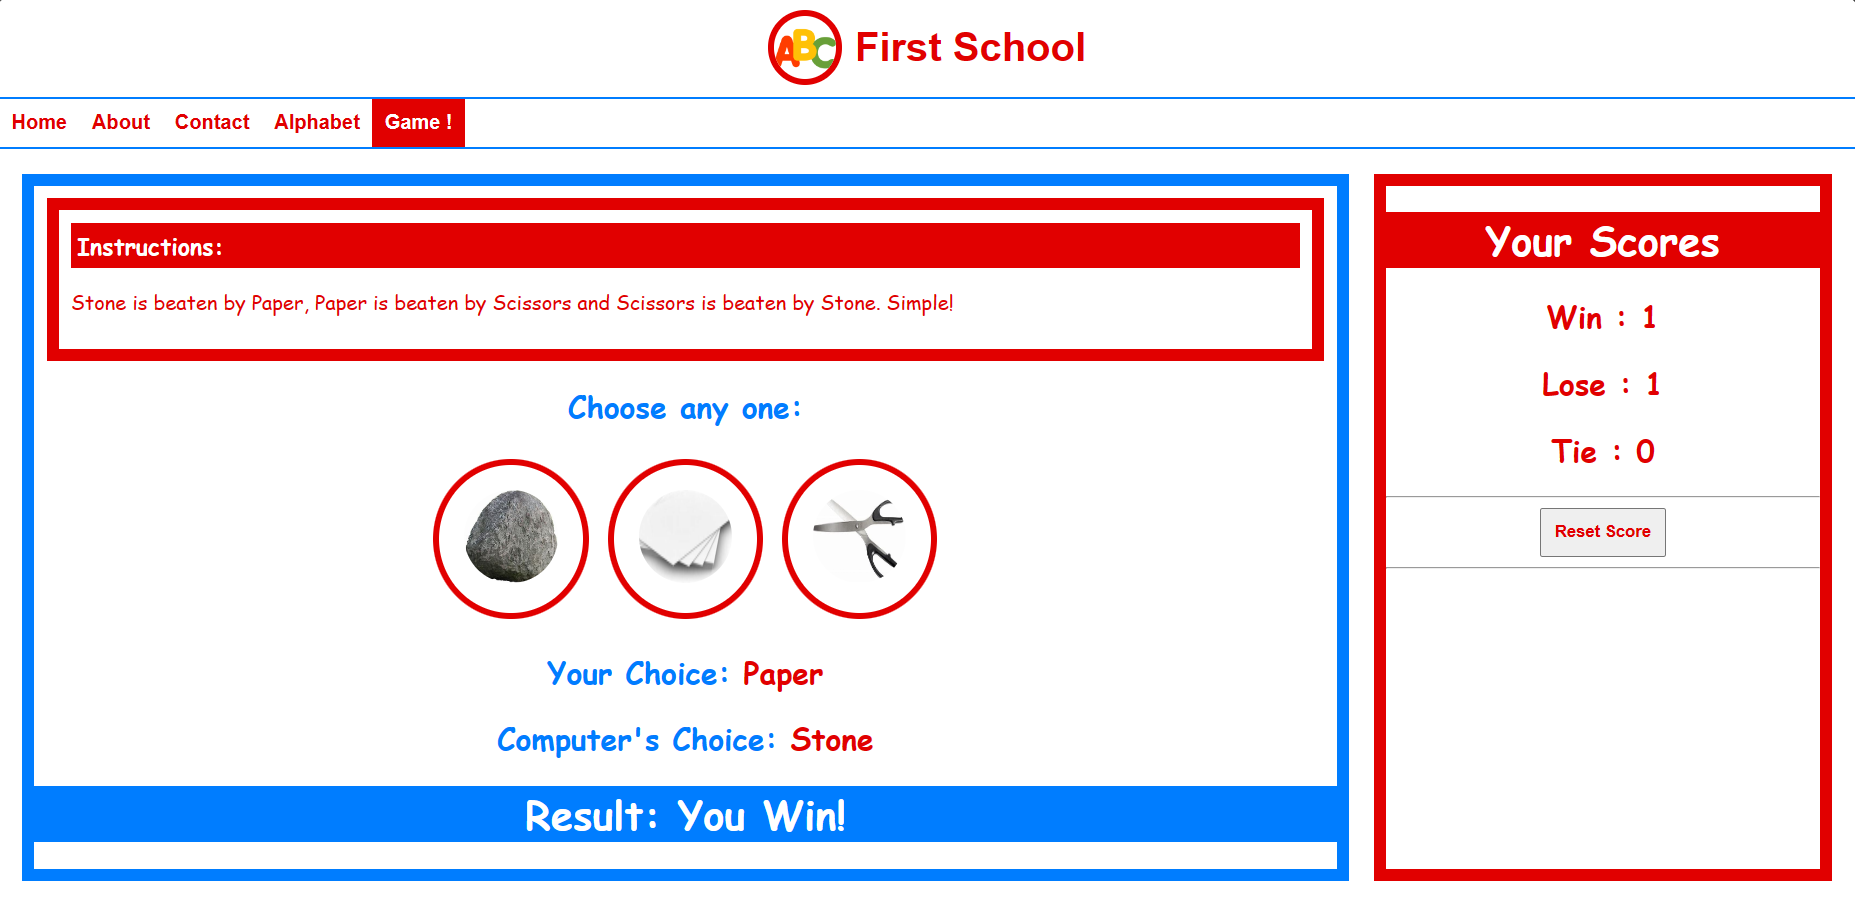 ABC First School
Home About Contact Alphabet Game !
Instructions:
Stone is beaten by Paper, Paper is beaten by Scissors and Scissors is beaten by Stone. Simple!
Choose any one:
Your Choice: Paper
Computer's Choice: Stone
Result: You Win!
Your Scores
Win : 1
Lose : 1
Tie : 0
Reset Score